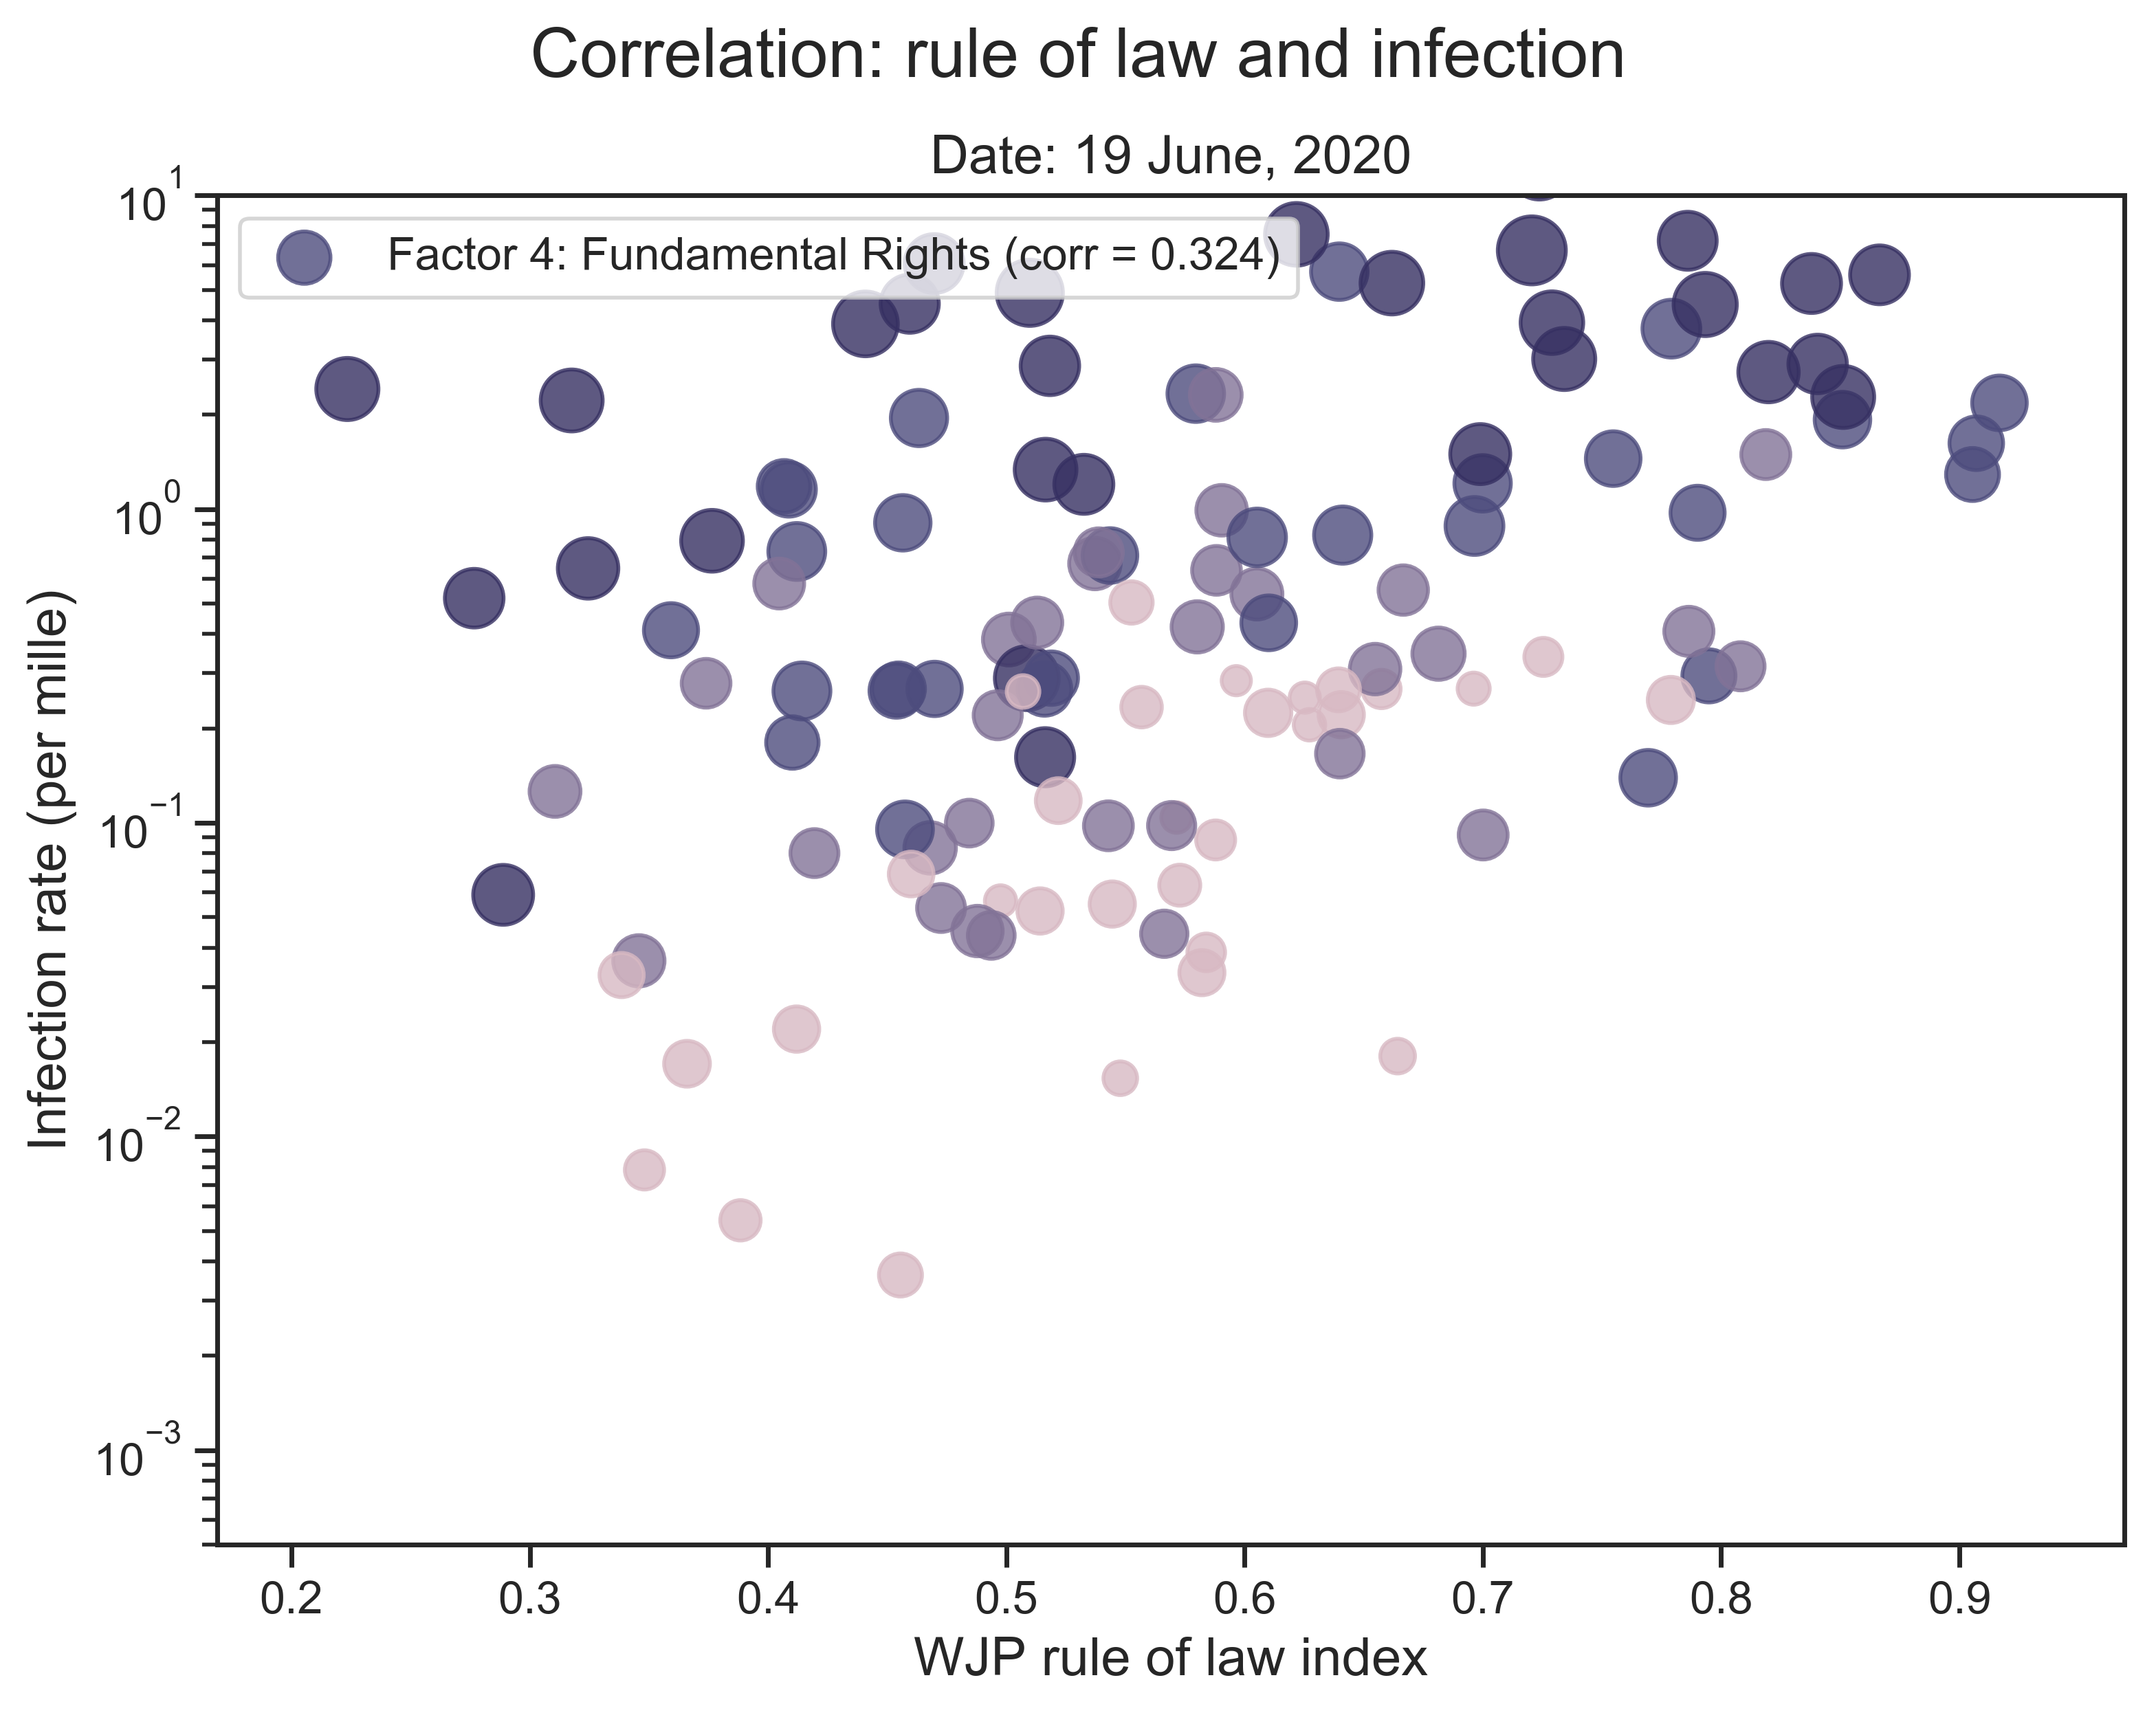 Correlation: rule of law and infection
Date: 19 June, 2020
Factor 4: Fundamental Rights (corr = 0.324)
Infection rate (per mille)
10^1
10^0
10^−1
10^−2
10^−3
0.2 0.3 0.4 0.5 0.6 0.7 0.8 0.9
WJP rule of law index